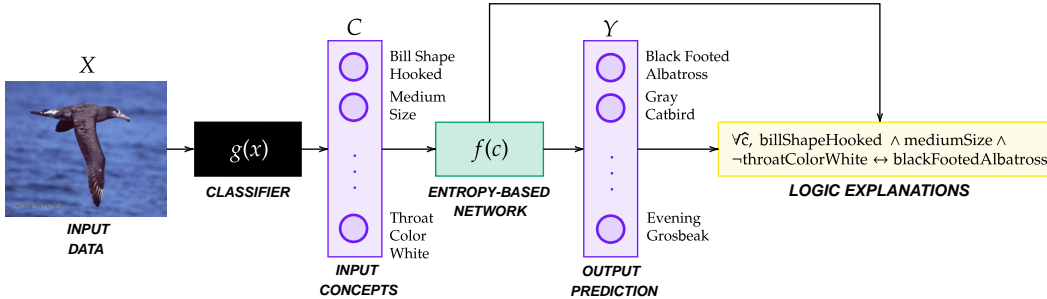 X
INPUT
DATA
g(x)
CLASSIFIER
C
Bill Shape
Hooked
Medium
Size
Throat
Color
White
INPUT
CONCEPTS
f(c)
ENTROPY-BASED
NETWORK
Y
Black Footed
Albatross
Gray
Catbird
Evening
Grosbeak
OUTPUT
PREDICTION
∀ĉ, billShapeHooked ∧ mediumSize ∧
¬throatColorWhite ↔ blackFootedAlbatross
LOGIC EXPLANATIONS